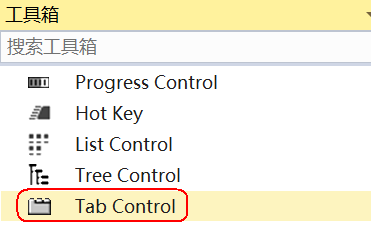 工具箱
搜索工具箱
Progress Control
Hot Key
List Control
Tree Control
Tab Control